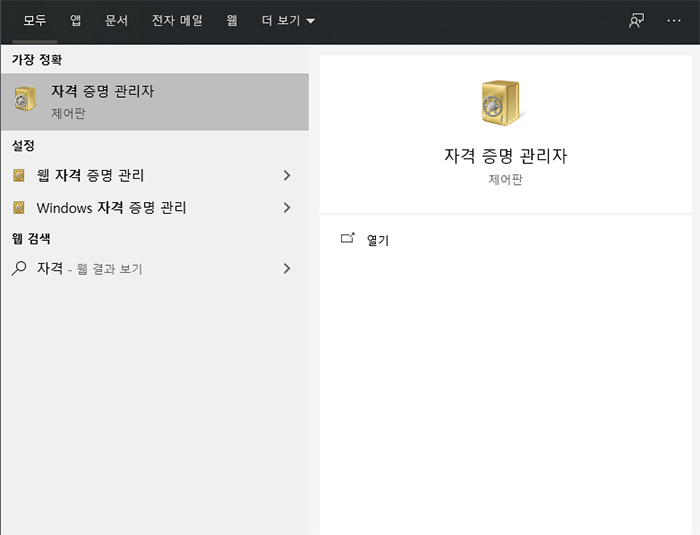 모두 앱 문서 전자 메일 웹 더 보기
가장 정확
자격 증명 관리자
제어판
설정
웹 자격 증명 관리
Windows 자격 증명 관리
웹 검색
자격 - 웹 결과 보기
자격 증명 관리자
제어판
열기